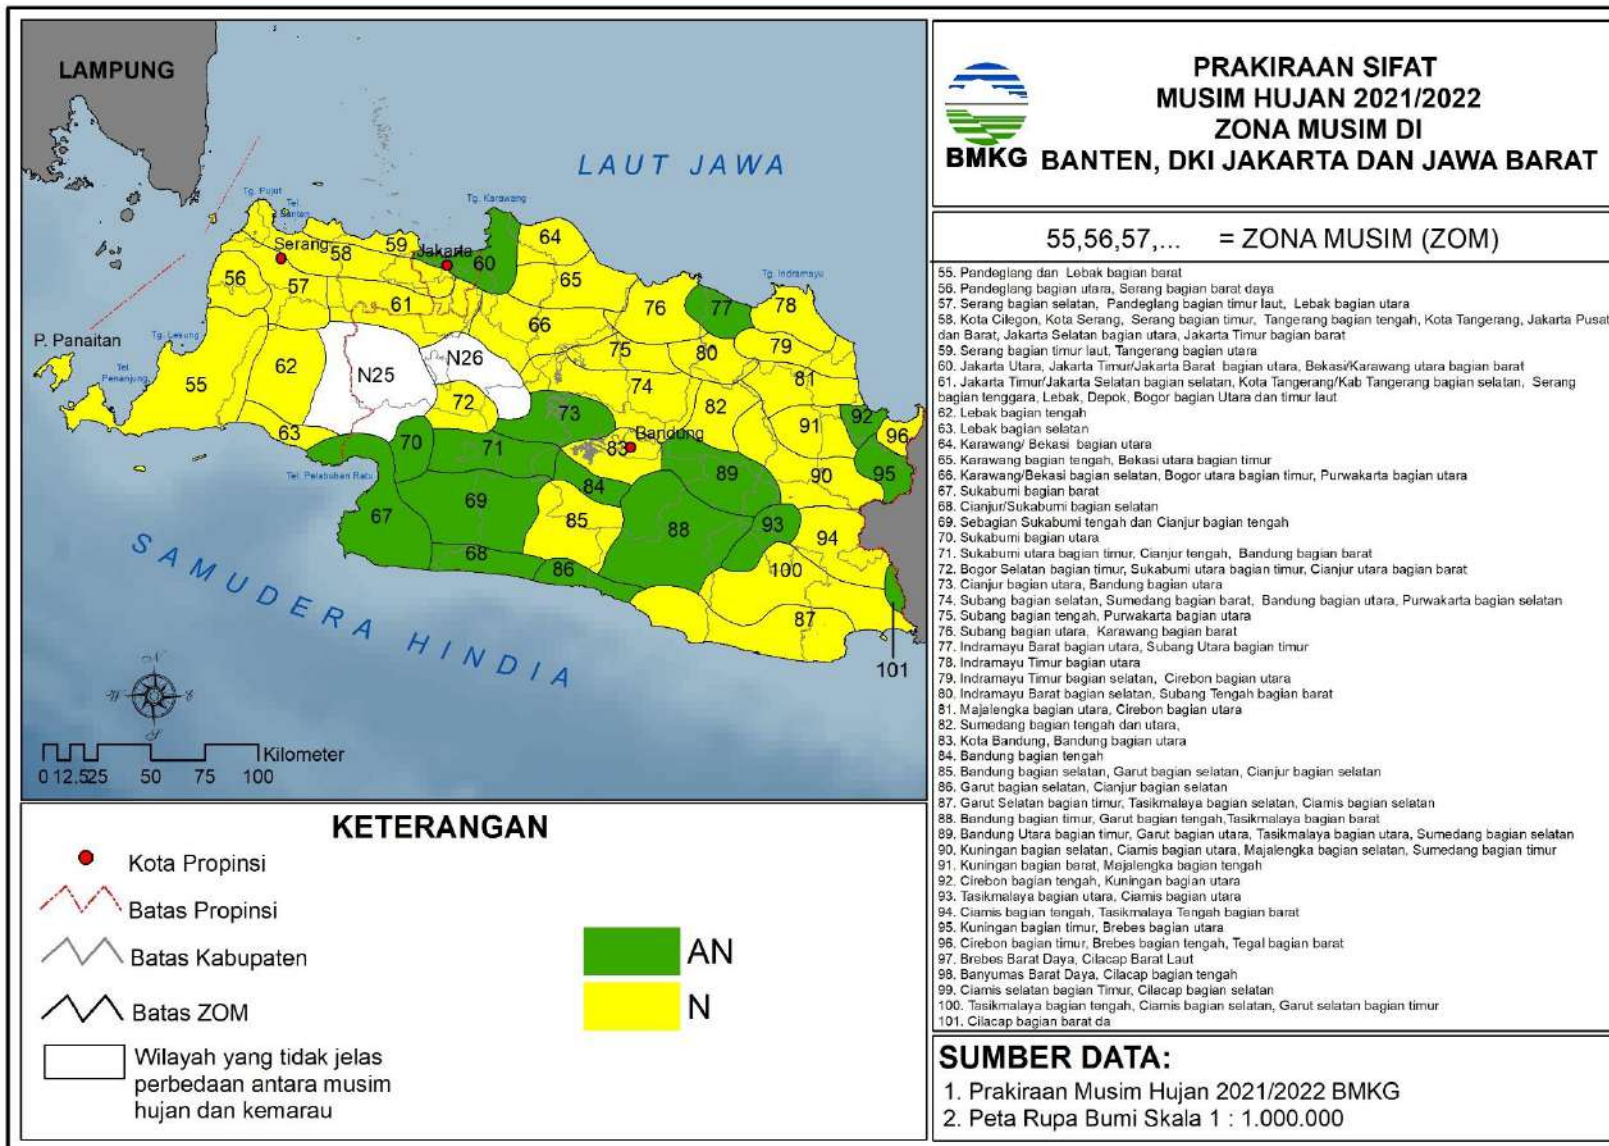 LAMPUNG
LAUT JAWA
Tg. Pujut
Tel.
Banten
Tg. Karawang
Serang
58
59
Jakarta
60
64
56
57
61
65
Tg. Indramayu
76
77
78
66
P. Panaitan
Tg. Lesung
Tel.
55
62
N25
N26
72
75
80
79
74
81
82
73
92
91
96
63
70
71
83
Bandung
89
90
95
Tel. Pelabuhan Ratu
84
67
69
85
88
93
94
68
86
100
87
101
SAMUDERA HINDIA
N
W
E
S
Kilometer
0 12.525 50 75 100
KETERANGAN
Kota Propinsi
Batas Propinsi
Batas Kabupaten
Batas ZOM
Wilayah yang tidak jelas
perbedaan antara musim
hujan dan kemarau
AN
N
BMKG
PRAKIRAAN SIFAT
MUSIM HUJAN 2021/2022
ZONA MUSIM DI
BANTEN, DKI JAKARTA DAN JAWA BARAT
55,56,57,... = ZONA MUSIM (ZOM)
55. Pandeglang dan Lebak bagian barat
56. Pandeglang bagian utara, Serang bagian barat daya
57. Serang bagian selatan, Pandeglang bagian timur laut, Lebak bagian utara
58. Kota Cilegon, Kota Serang, Serang bagian timur, Tangerang bagian tengah, Kota Tangerang, Jakarta Pusat
dan Barat, Jakarta Selatan bagian utara, Jakarta Timur bagian barat
59. Serang bagian timur laut, Tangerang bagian utara
60. Jakarta Utara, Jakarta Timur/Jakarta Barat bagian utara, Bekasi/Karawang utara bagian barat
61. Jakarta Timur/Jakarta Selatan bagian selatan, Kota Tangerang/Kab Tangerang bagian selatan, Serang
bagian tenggara, Lebak, Depok, Bogor bagian Utara dan timur laut
62. Lebak bagian tengah
63. Lebak bagian selatan
64. Karawang/ Bekasi bagian utara
65. Karawang bagian tengah, Bekasi utara bagian timur
66. Karawang/Bekasi bagian selatan, Bogor utara bagian timur, Purwakarta bagian utara
67. Sukabumi bagian barat
68. Cianjur/Sukabumi bagian selatan
69. Sebagian Sukabumi tengah dan Cianjur bagian tengah
70. Sukabumi bagian utara
71. Sukabumi utara bagian timur, Cianjur tengah, Bandung bagian barat
72. Bogor Selatan bagian timur, Sukabumi utara bagian timur, Cianjur utara bagian barat
73. Cianjur bagian utara, Bandung bagian utara
74. Subang bagian selatan, Sumedang bagian barat, Bandung bagian utara, Purwakarta bagian selatan
75. Subang bagian tengah, Purwakarta bagian utara
76. Subang bagian utara, Karawang bagian barat
77. Indramayu Barat bagian utara, Subang Utara bagian timur
78. Indramayu Timur bagian utara
79. Indramayu Timur bagian selatan, Cirebon bagian utara
80. Indramayu Barat bagian selatan, Subang Tengah bagian barat
81. Majalengka bagian utara, Cirebon bagian utara
82. Sumedang bagian tengah dan utara,
83. Kota Bandung, Bandung bagian utara
84. Bandung bagian tengah
85. Bandung bagian selatan, Garut bagian selatan, Cianjur bagian selatan
86. Garut bagian selatan, Cianjur bagian selatan
87. Garut Selatan bagian timur, Tasikmalaya bagian selatan, Ciamis bagian selatan
88. Bandung bagian timur, Garut bagian tengah,Tasikmalaya bagian barat
89. Bandung Utara bagian timur, Garut bagian utara, Tasikmalaya bagian utara, Sumedang bagian selatan
90. Kuningan bagian selatan, Ciamis bagian utara, Majalengka bagian selatan, Sumedang bagian timur
91. Kuningan bagian barat, Majalengka bagian tengah
92. Cirebon bagian tengah, Kuningan bagian utara
93. Tasikmalaya bagian utara, Ciamis bagian utara
94. Ciamis bagian tengah, Tasikmalaya Tengah bagian barat
95. Kuningan bagian timur, Brebes bagian utara
96. Cirebon bagian timur, Brebes bagian tengah, Tegal bagian barat
97. Brebes Barat Daya, Cilacap Barat Laut
98. Banyumas Barat Daya, Cilacap bagian tengah
99. Ciamis selatan bagian Timur, Cilacap bagian selatan
100. Tasikmalaya bagian tengah, Ciamis bagian selatan, Garut selatan bagian timur
101. Cilacap bagian barat da
SUMBER DATA:
1. Prakiraan Musim Hujan 2021/2022 BMKG
2. Peta Rupa Bumi Skala 1 : 1.000.000